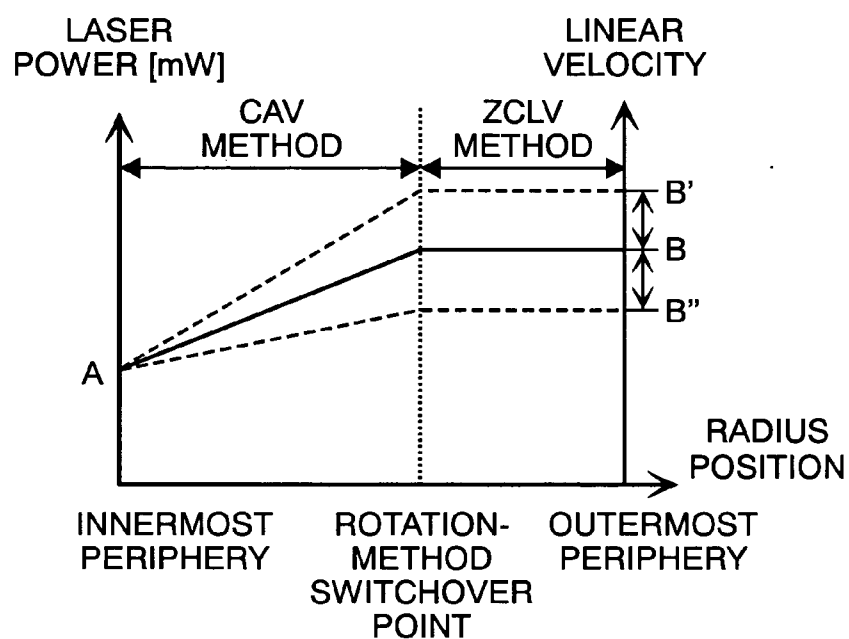 LASER
POWER [mW]
LINEAR
VELOCITY
CAV
METHOD
ZCLV
METHOD
B'
B
B"
A
RADIUS
POSITION
INNERMOST
PERIPHERY
ROTATION-
METHOD
SWITCHOVER
POINT
OUTERMOST
PERIPHERY